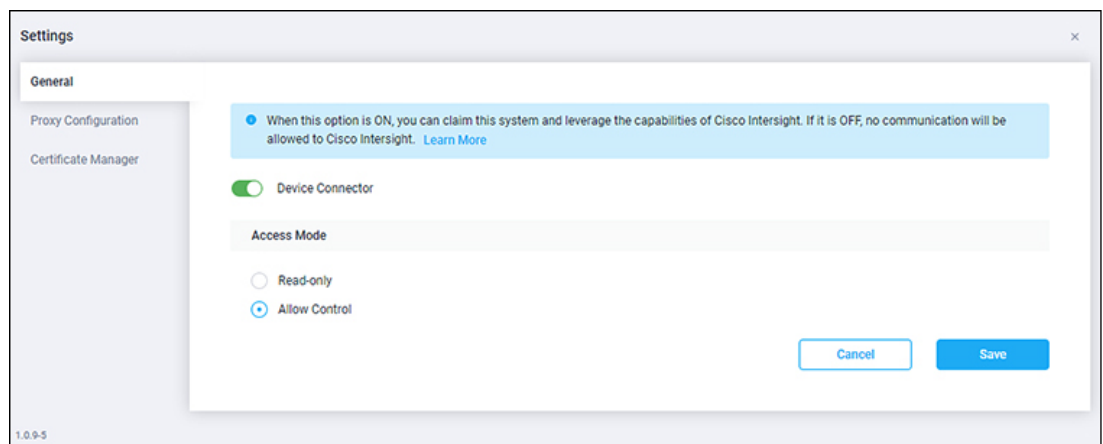 Settings
×
General
Proxy Configuration
Certificate Manager
When this option is ON, you can claim this system and leverage the capabilities of Cisco Intersight. If it is OFF, no communication will be
allowed to Cisco Intersight. Learn More
Device Connector
Access Mode
Read-only
Allow Control
Cancel
Save
1.0.9-5